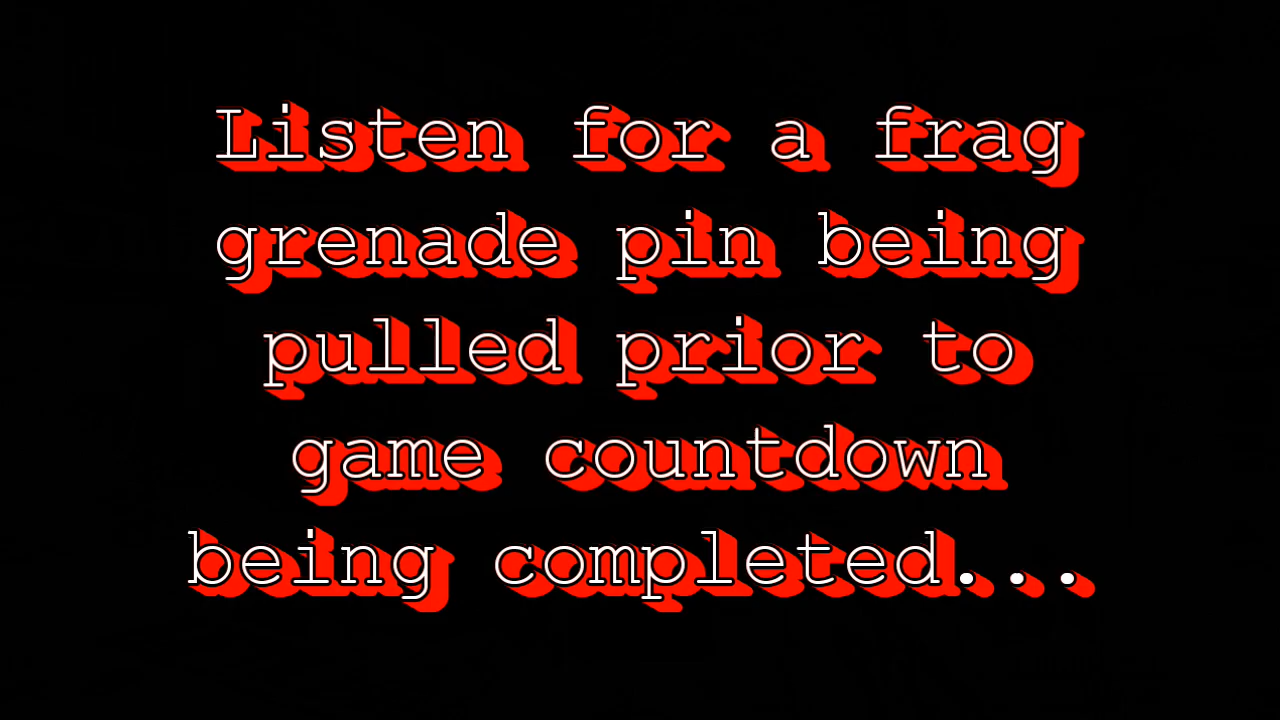 Listen for a frag
grenade pin being
pulled prior to
game countdown
being completed...